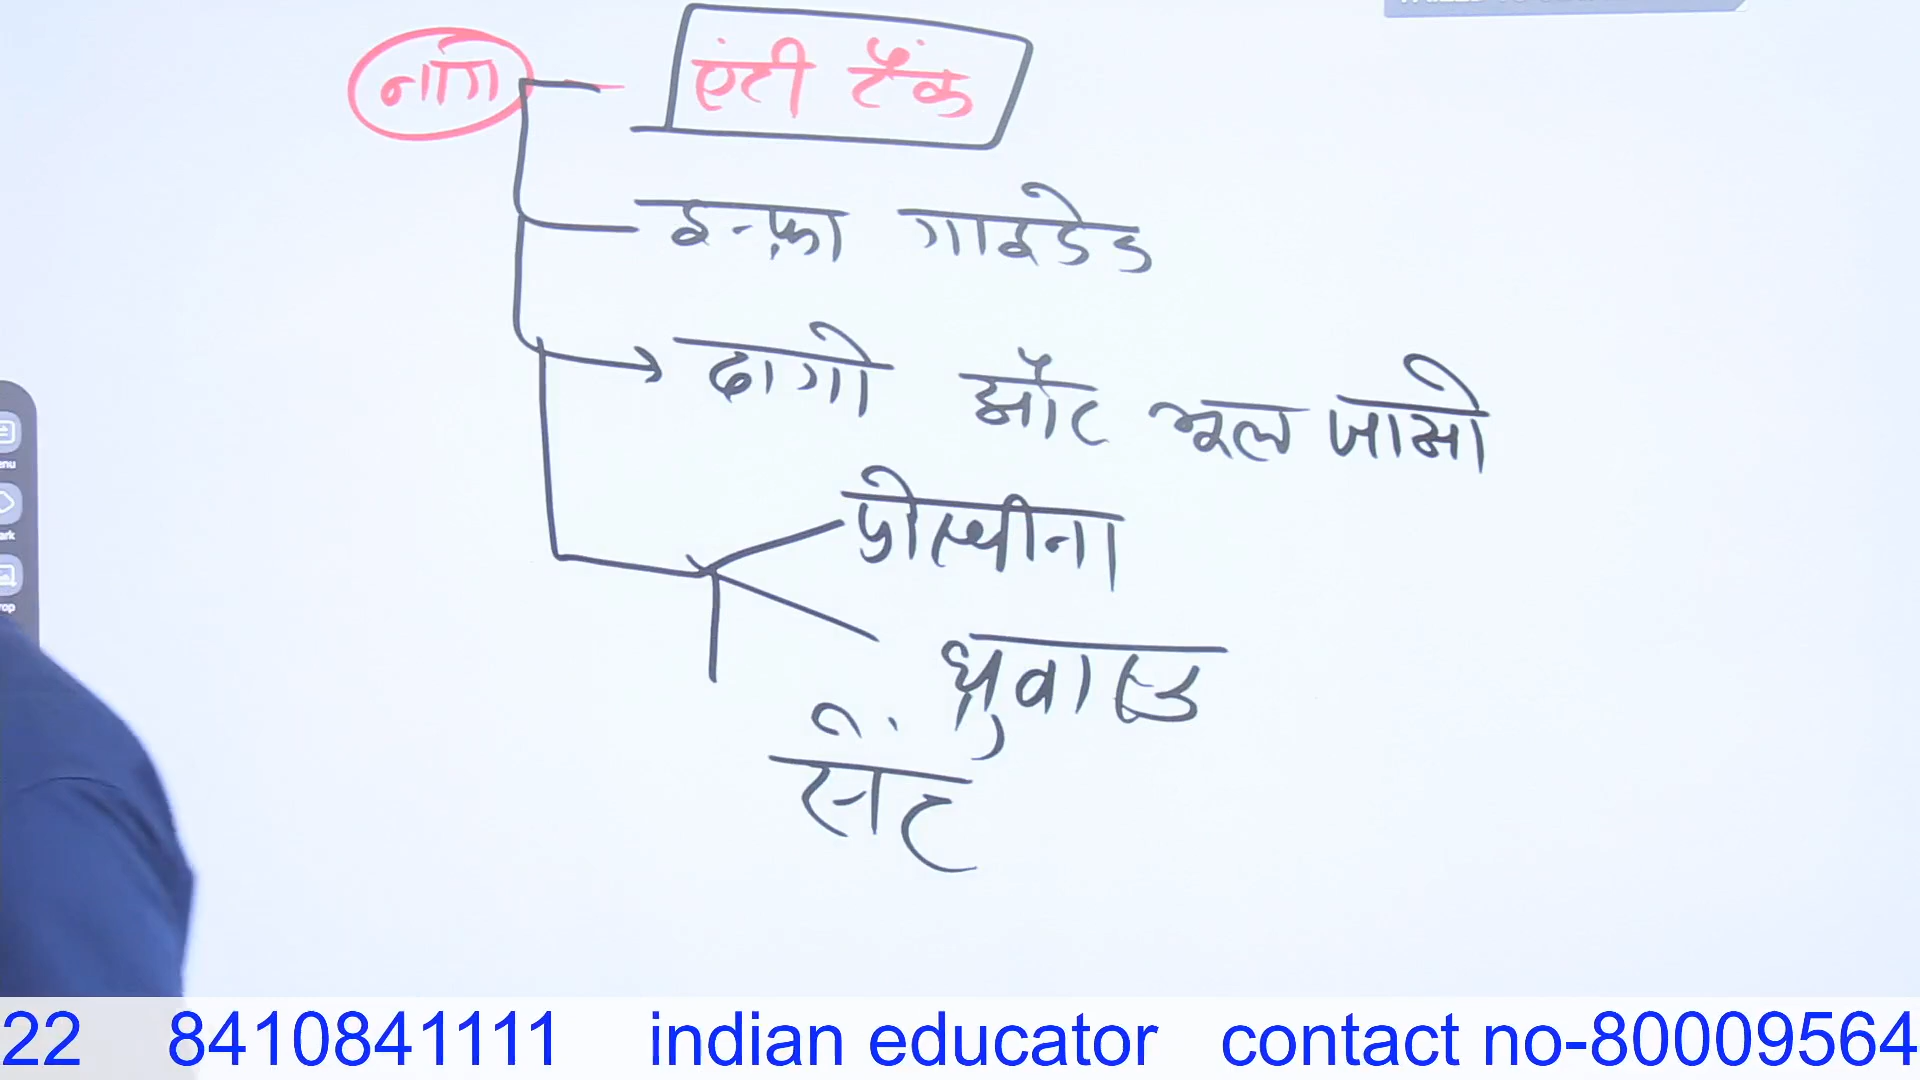 नाग एंटी टैंक
इन्फ्रा गाइडेड
दागो और भूल जाओ
ध्रुवास्त्र
22 8410841111 indian educator contact no-80009564